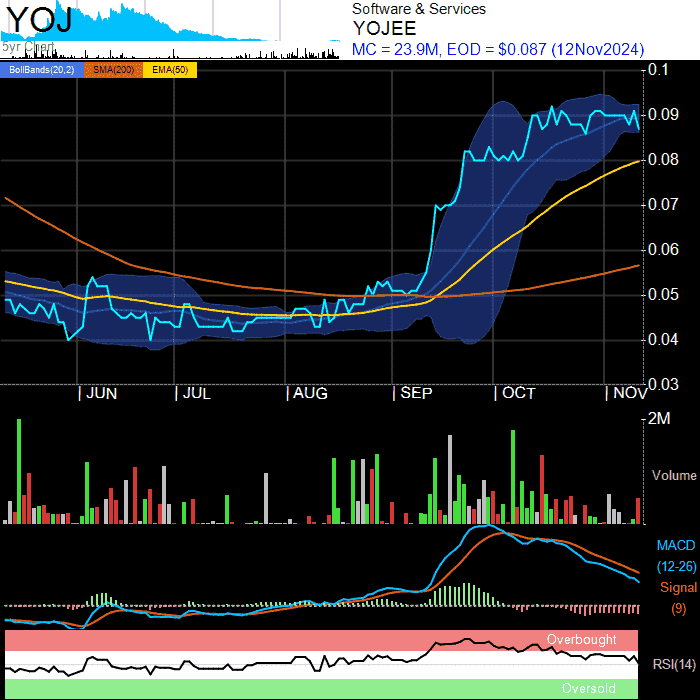 YOJ
5yr Chart
Software & Services
YOJEE
MC = 23.9M, EOD = $0.087 (12Nov2024)
BollBands(20,2) SMA(200) EMA(50)
0.1
0.09
0.08
0.07
0.06
0.05
0.04
0.03
JUN JUL AUG SEP OCT NOV
2M
Volume
MACD
(12-26)
Signal
(9)
Overbought
RSI(14)
Oversold